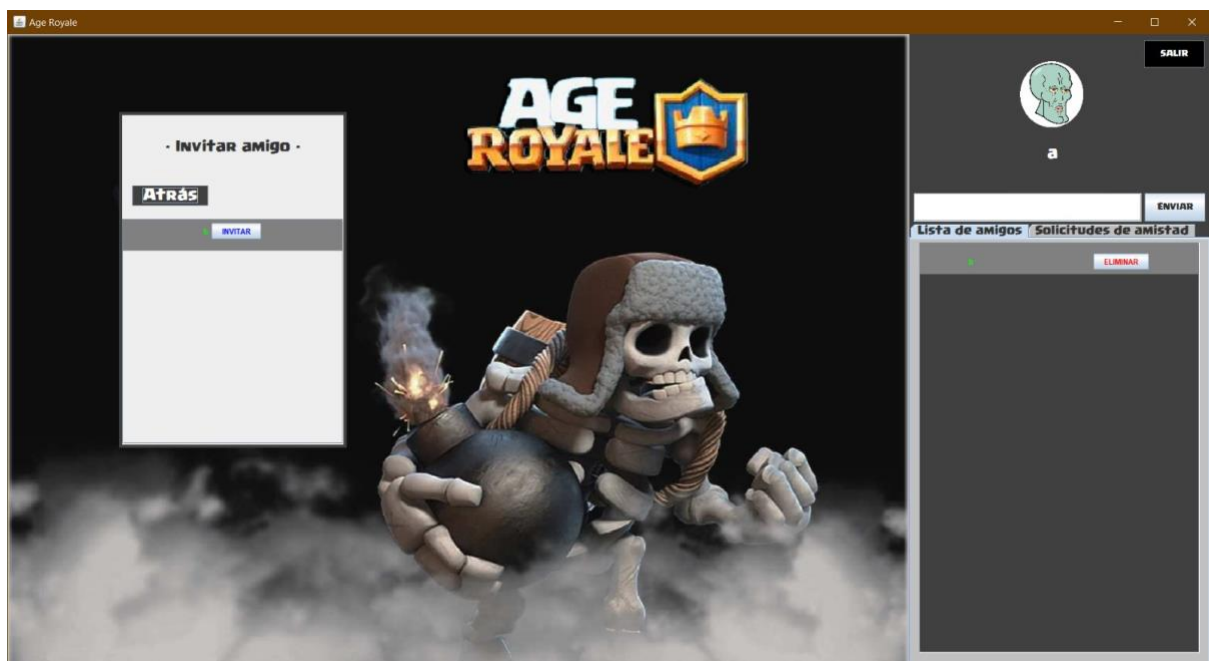 Age Royale
SALIR
AGE
ROYALE
a
· Invitar amigo ·
Atrás
INVITAR
ENVIAR
Lista de amigos
Solicitudes de amistad
ELIMINAR